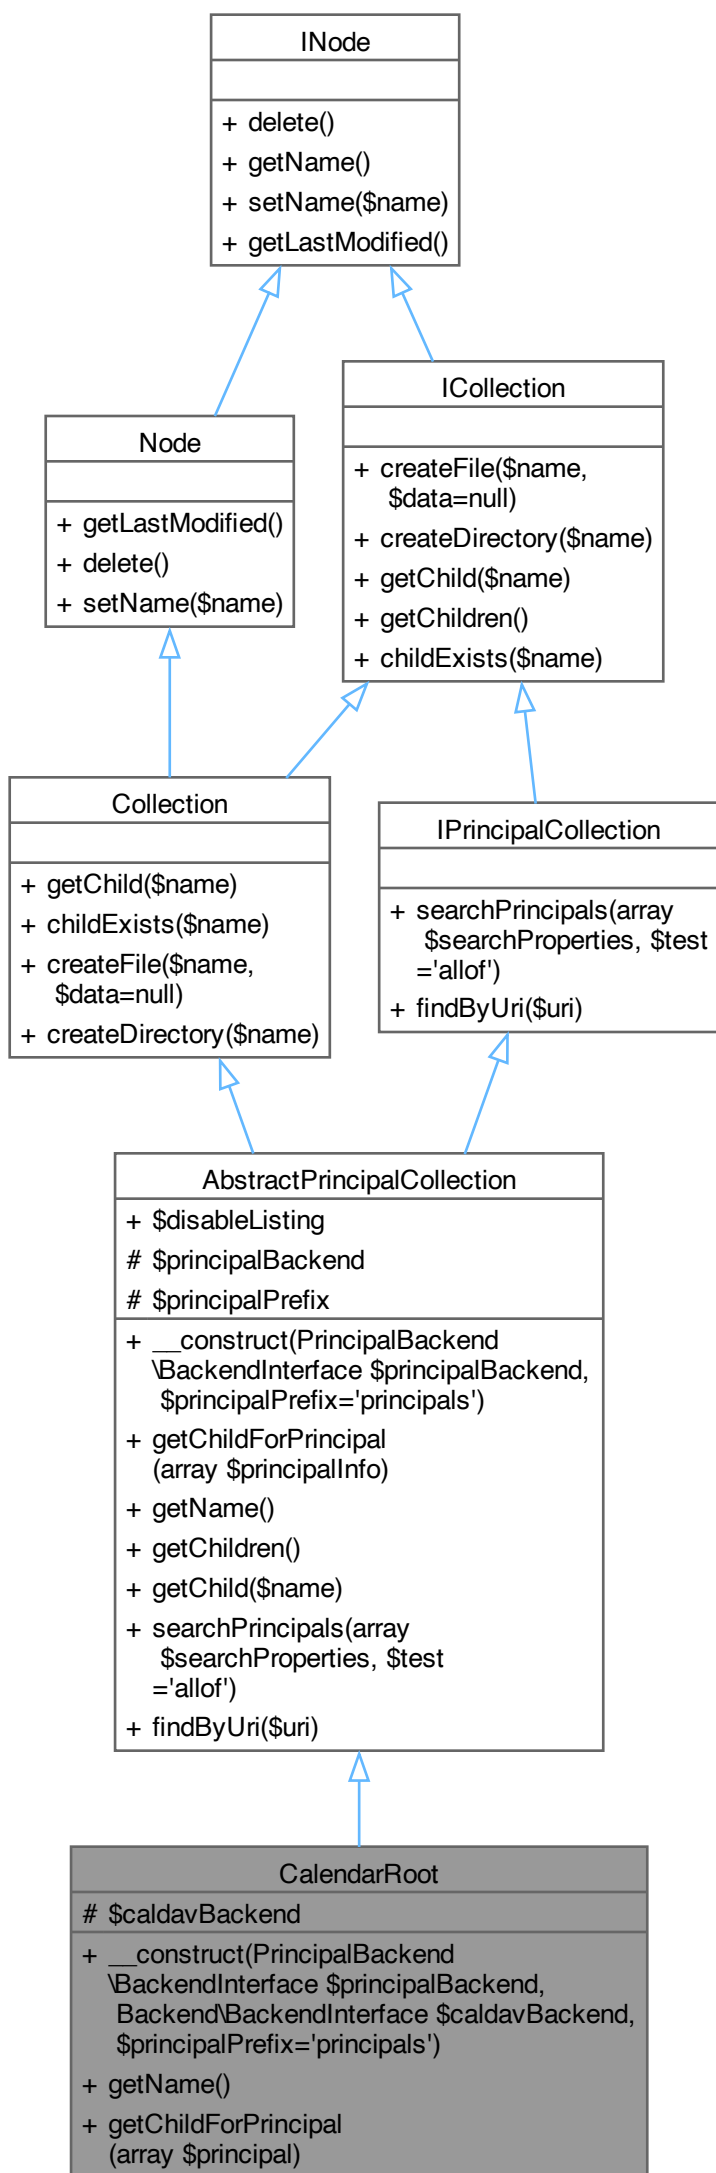 INode
+ delete()
+ getName()
+ setName($name)
+ getLastModified()
ICollection
+ createFile($name,
$data=null)
+ createDirectory($name)
+ getChild($name)
+ getChildren()
+ childExists($name)
Node
+ getLastModified()
+ delete()
+ setName($name)
Collection
+ getChild($name)
+ childExists($name)
+ createFile($name,
$data=null)
+ createDirectory($name)
IPrincipalCollection
+ searchPrincipals(array
$searchProperties, $test
='allof')
+ findByUri($uri)
AbstractPrincipalCollection
+ $disableListing
# $principalBackend
# $principalPrefix
+ __construct(PrincipalBackend
\BackendInterface $principalBackend,
$principalPrefix='principals')
+ getChildForPrincipal
(array $principalInfo)
+ getName()
+ getChildren()
+ getChild($name)
+ searchPrincipals(array
$searchProperties, $test
='allof')
+ findByUri($uri)
CalendarRoot
# $caldavBackend
+ __construct(PrincipalBackend
\BackendInterface $principalBackend,
Backend\BackendInterface $caldavBackend,
$principalPrefix='principals')
+ getName()
+ getChildForPrincipal
(array $principal)